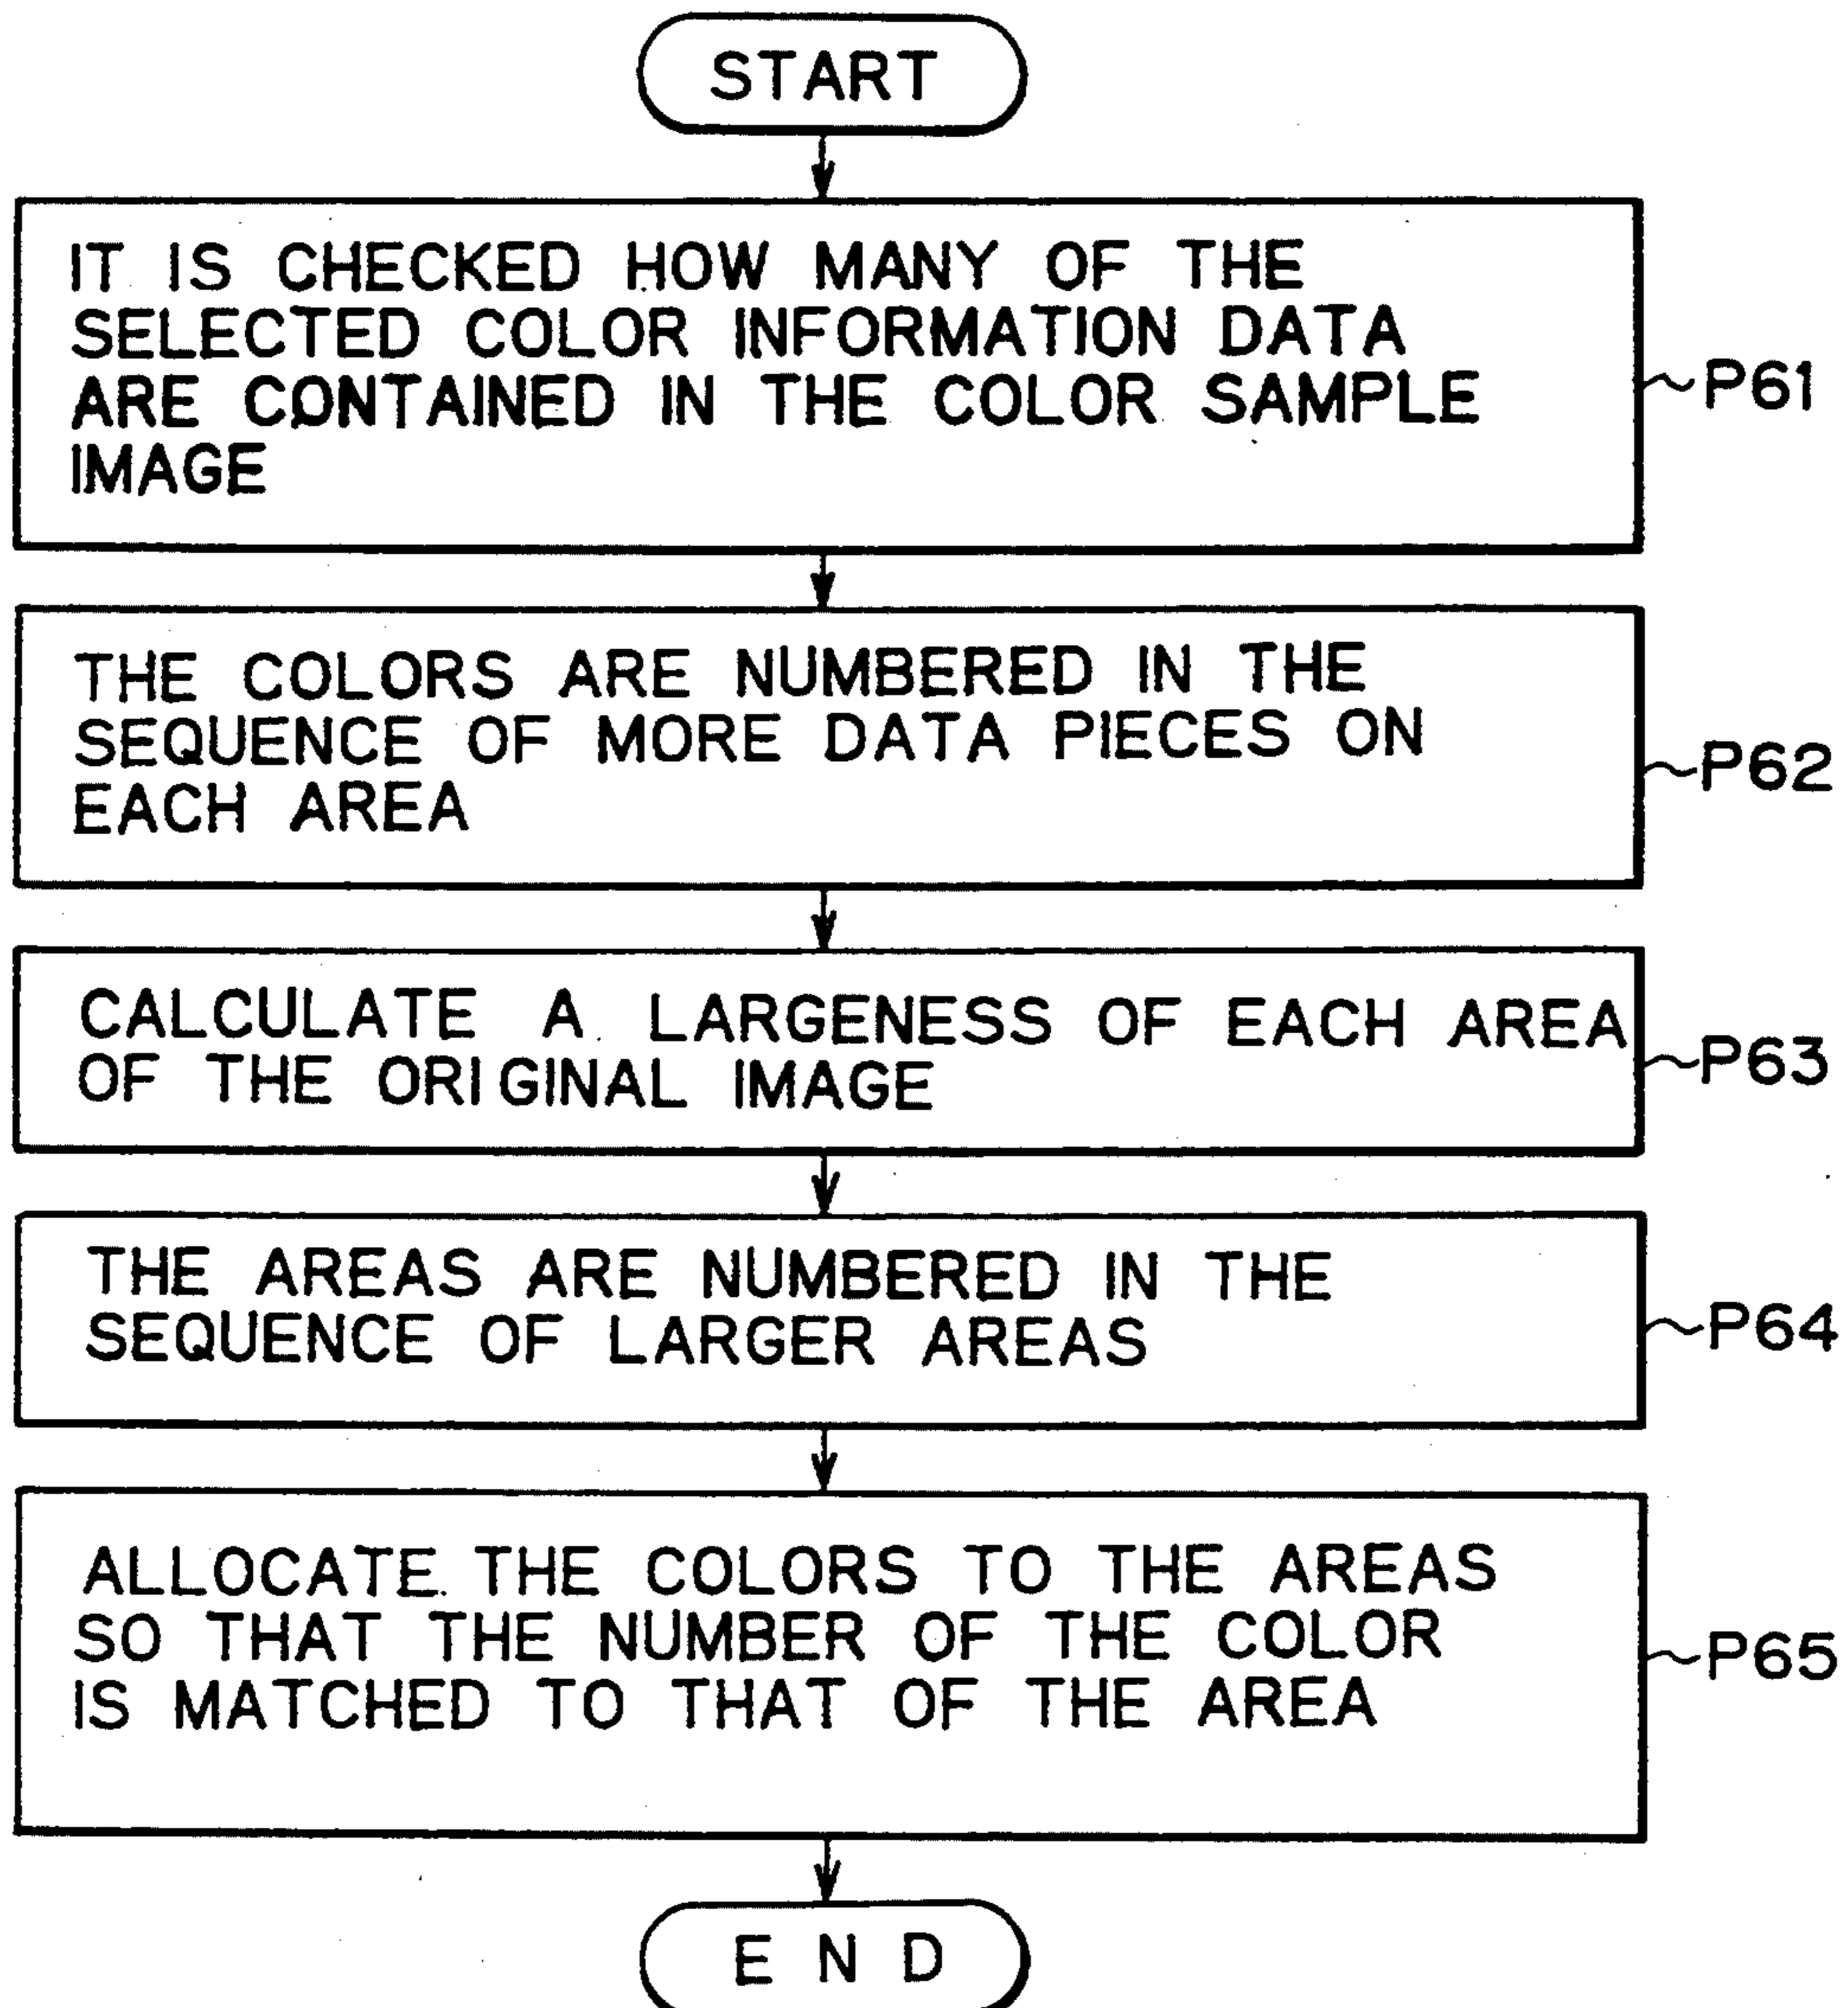 START
IT IS CHECKED HOW MANY OF THE
SELECTED COLOR INFORMATION DATA
ARE CONTAINED IN THE COLOR SAMPLE
IMAGE
P61
THE COLORS ARE NUMBERED IN THE
SEQUENCE OF MORE DATA PIECES ON
EACH AREA
P62
CALCULATE A LARGENESS OF EACH AREA
OF THE ORIGINAL IMAGE
P63
THE AREAS ARE NUMBERED IN THE
SEQUENCE OF LARGER AREAS
P64
ALLOCATE THE COLORS TO THE AREAS
SO THAT THE NUMBER OF THE COLOR
IS MATCHED TO THAT OF THE AREA
P65
END